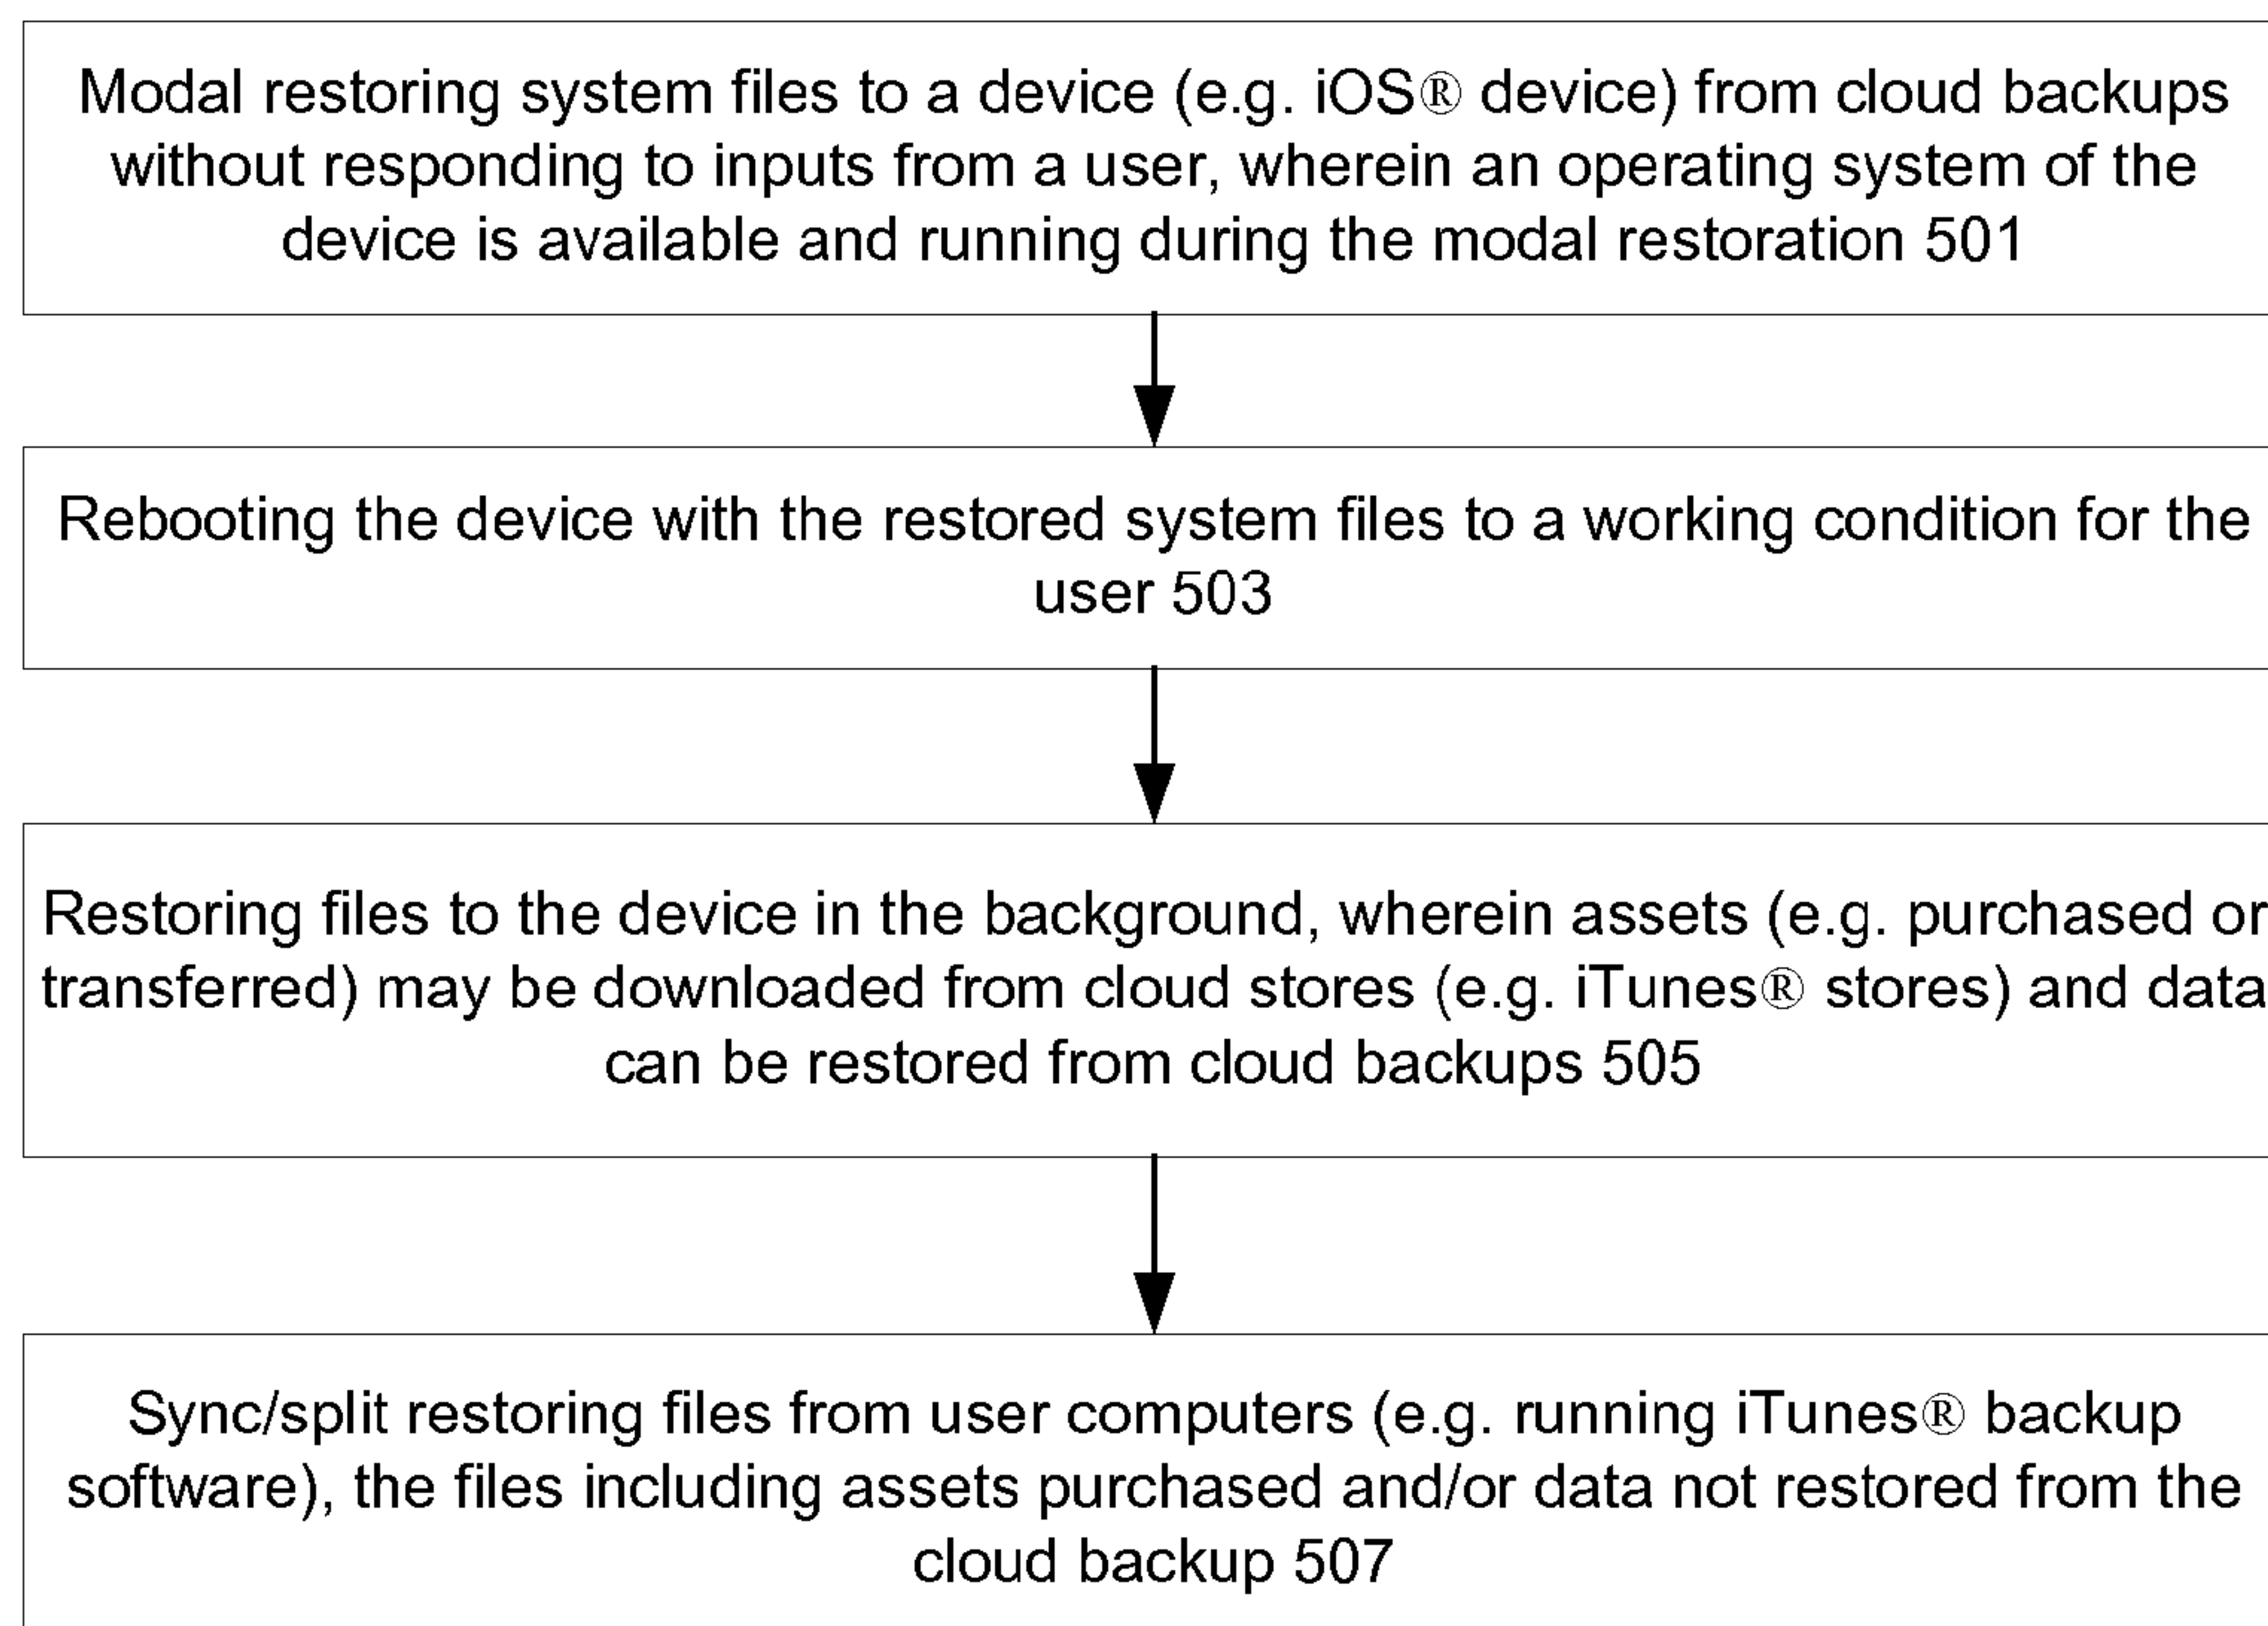 Modal restoring system files to a device (e.g. iOS® device) from cloud backups
without responding to inputs from a user, wherein an operating system of the
device is available and running during the modal restoration 501
Rebooting the device with the restored system files to a working condition for the
user 503
Restoring files to the device in the background, wherein assets (e.g. purchased or
transferred) may be downloaded from cloud stores (e.g. iTunes® stores) and data
can be restored from cloud backups 505
Sync/split restoring files from user computers (e.g. running iTunes® backup
software), the files including assets purchased and/or data not restored from the
cloud backup 507